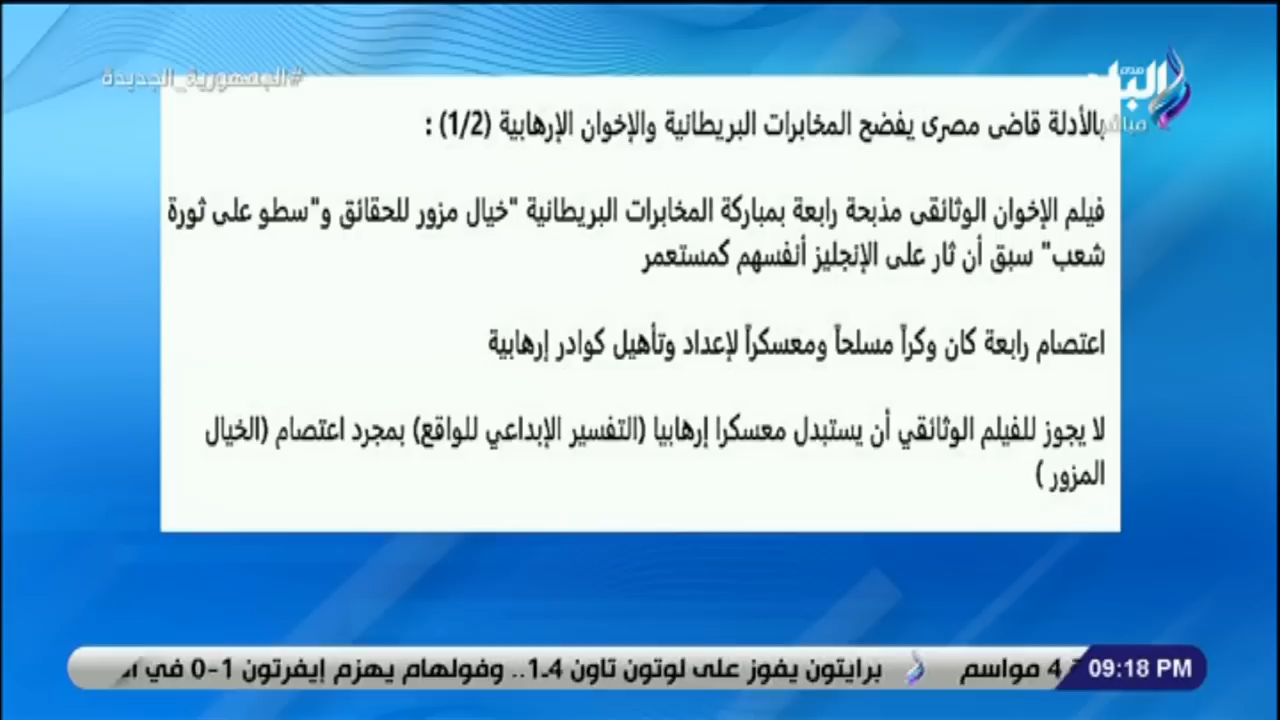 #الجمهورية_الجديدة
صدى
البلد
مباشر
بالأدلة قاضى مصرى يفضح المخابرات البريطانية والإخوان الإرهابية (1/2) :
فيلم الإخوان الوثائقى مذبحة رابعة بمباركة المخابرات البريطانية "خيال مزور للحقائق و"سطو على ثورة
شعب" سبق أن ثار على الإنجليز أنفسهم كمستعمر
اعتصام رابعة كان وكراً مسلحاً ومعسكراً لإعداد وتأهيل كوادر إرهابية
لا يجوز للفيلم الوثائقي أن يستبدل معسكرا إرهابيا (التفسير الإبداعي للواقع) بمجرد اعتصام (الخيال
المزور )
09:18 PM
4 مواسم برايتون يفوز على لوتون تاون 4-1.. وفولهام يهزم إيفرتون 1-0 في